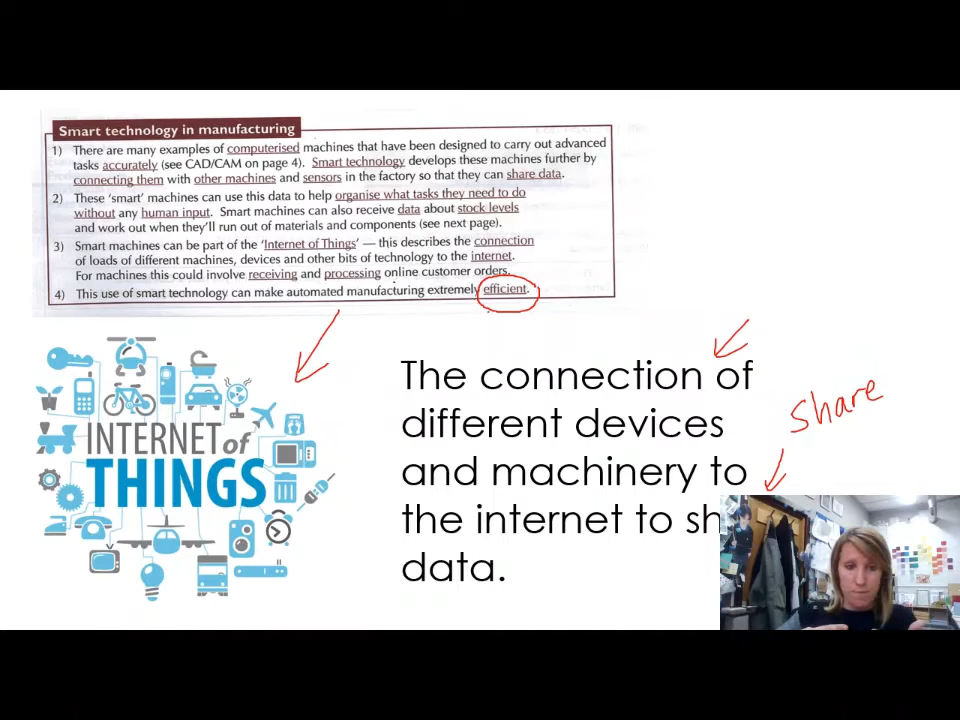 Smart technology in manufacturing
1) There are many examples of computerised machines that have been designed to carry out advanced
tasks accurately (see CAD/CAM on page 4). Smart technology develops these machines further by
connecting them with other machines and sensors in the factory so that they can share data.
2) These 'smart' machines can use this data to help organise what tasks they need to do
without any human input. Smart machines can also receive data about stock levels
and work out when they'll run out of materials and components (see next page).
3) Smart machines can be part of the 'Internet of Things' — this describes the connection
of loads of different machines, devices and other bits of technology to the internet.
For machines this could involve receiving and processing online customer orders.
4) This use of smart technology can make automated manufacturing extremely efficient.
INTERNET of
THINGS
The connection of
different devices
and machinery to
the internet to sh
data.
Share